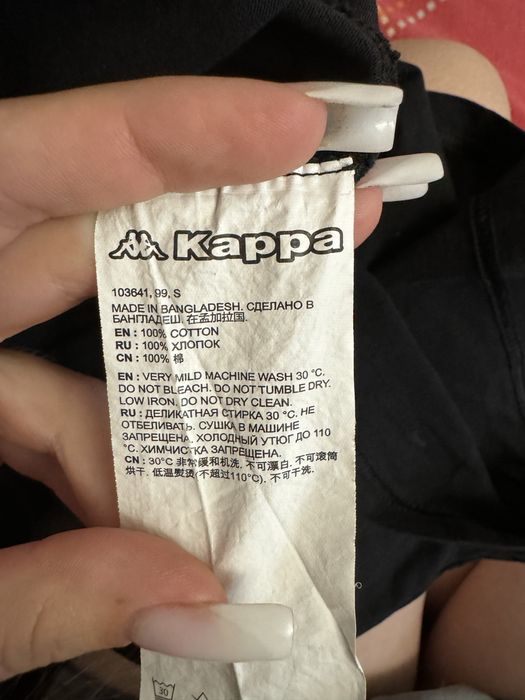 Kappa
103641, 99, S
MADE IN BANGLADESH. СДЕЛАНО В
БАНГЛАДЕШ. 在孟加拉国.
EN : 100% COTTON
RU : 100% ХЛОПОК
CN : 100% 棉
EN : VERY MILD MACHINE WASH 30 °C.
DO NOT BLEACH. DO NOT TUMBLE DRY.
LOW IRON. DO NOT DRY CLEAN.
RU : ДЕЛИКАТНАЯ СТИРКА 30 °C. НЕ
ОТБЕЛИВАТЬ. СУШКА В МАШИНЕ
ЗАПРЕЩЕНА. ХОЛОДНЫЙ УТЮГ ДО 110
°C. ХИМЧИСТКА ЗАПРЕЩЕНА.
CN : 30°C 非常缓和机洗. 不可漂白. 不可滚筒
烘干. 低温熨烫(不超过110°C). 不可干洗.
30